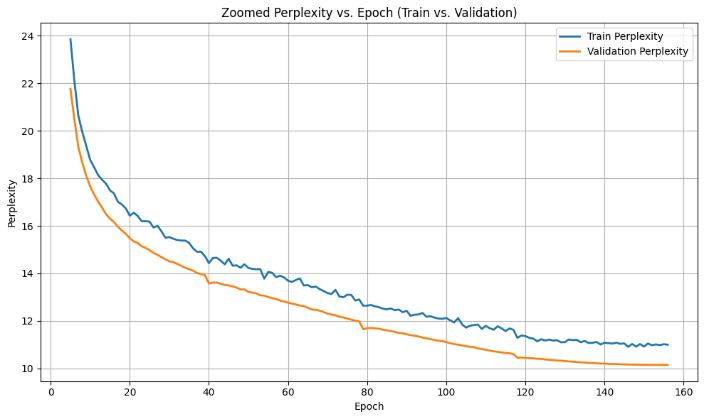 Zoomed Perplexity vs. Epoch (Train vs. Validation)
Train Perplexity
Validation Perplexity
Perplexity
24
22
20
18
16
14
12
10
0 20 40 60 80 100 120 140 160
Epoch